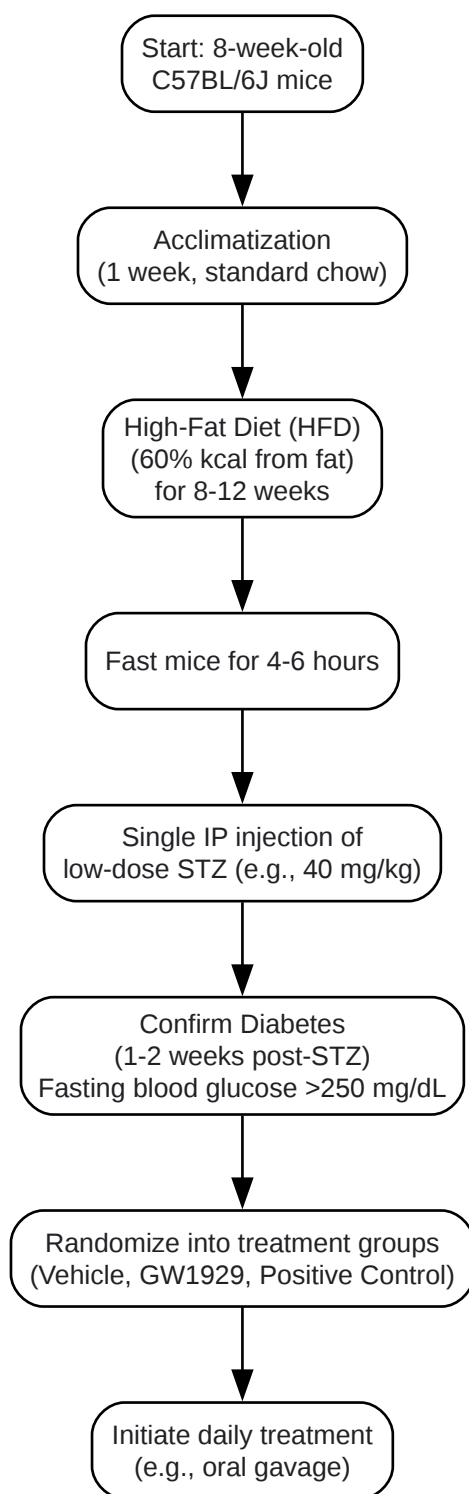 Start: 8-week-old
C57BL/6J mice
Acclimatization
(1 week, standard chow)
High-Fat Diet (HFD)
(60% kcal from fat)
for 8-12 weeks
Fast mice for 4-6 hours
Single IP injection of
low-dose STZ (e.g., 40 mg/kg)
Confirm Diabetes
(1-2 weeks post-STZ)
Fasting blood glucose >250 mg/dL
Randomize into treatment groups
(Vehicle, GW1929, Positive Control)
Initiate daily treatment
(e.g., oral gavage)